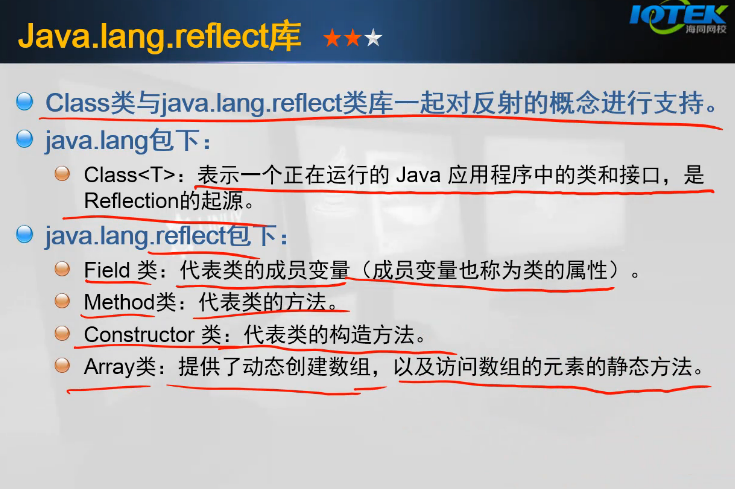 Java.lang.reflect库
IOTEK
海同网校
Class类与java.lang.reflect类库一起对反射的概念进行支持。
java.lang包下：
Class<T>：表示一个正在运行的 Java 应用程序中的类和接口，是
Reflection的起源。
java.lang.reflect包下：
Field 类：代表类的成员变量（成员变量也称为类的属性）。
Method类：代表类的方法。
Constructor 类：代表类的构造方法。
Array类：提供了动态创建数组，以及访问数组的元素的静态方法。